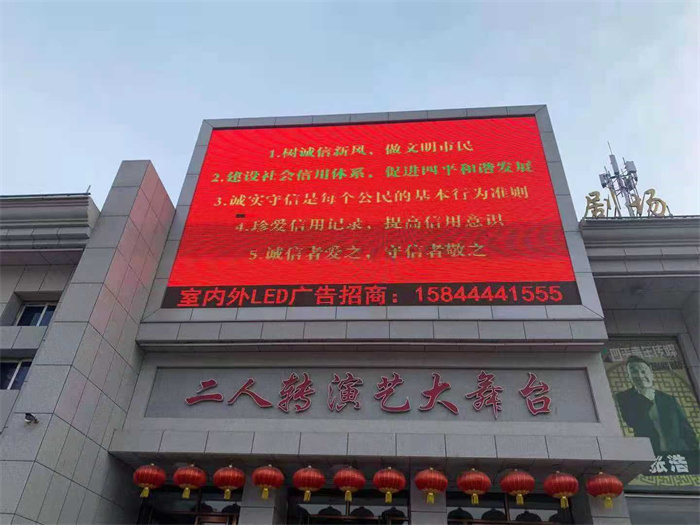 1.树诚信新风，做文明市民
2.建设社会信用体系，促进四平和谐发展
3.诚实守信是每个公民的基本行为准则
4.珍爱信用记录，提高信用意识
5.诚信者爱之，守信者敬之
室内外LED广告招商：15844441555
剧场
二人转演艺大舞台
张浩